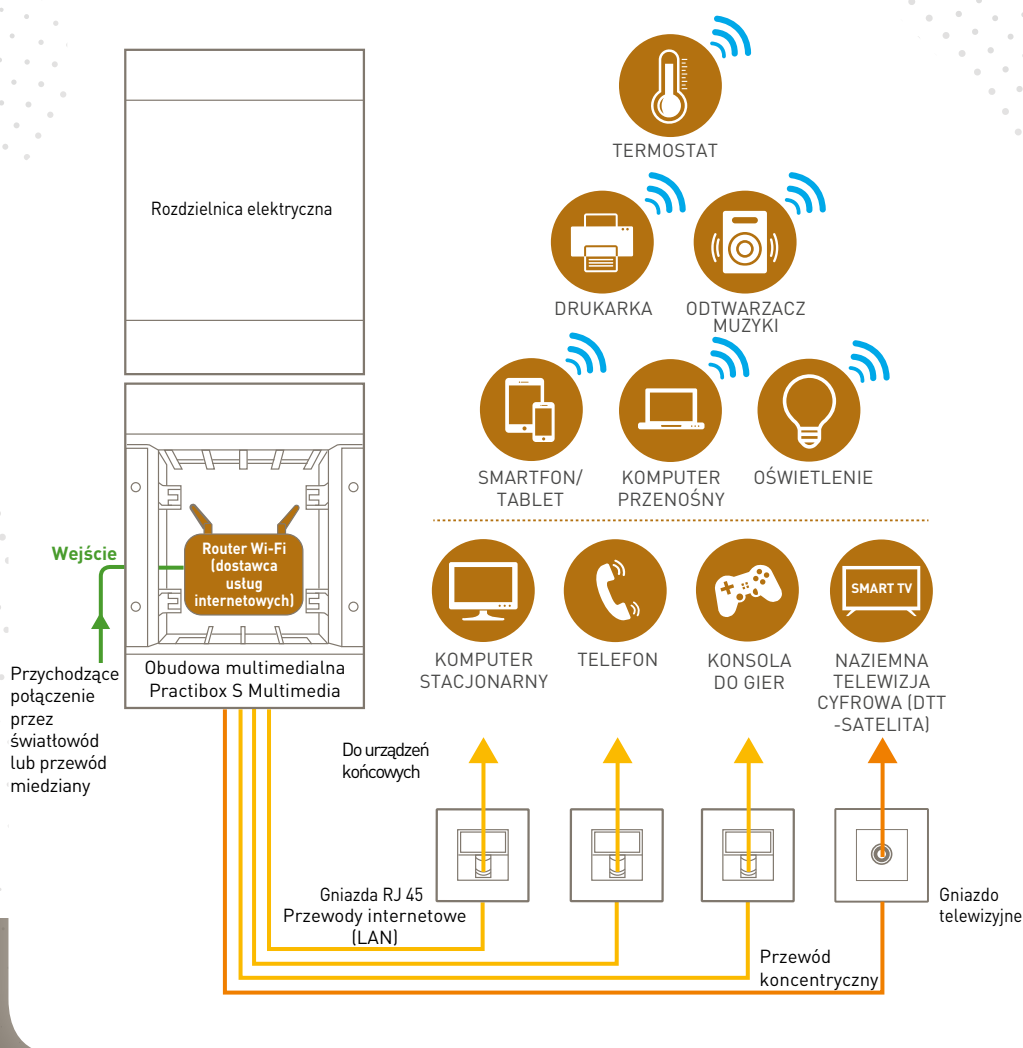 Rozdzielnica elektryczna
TERMOSTAT
DRUKARKA
ODTWARZACZ
MUZYKI
SMARTFON/
TABLET
KOMPUTER
PRZENOŚNY
OŚWIETLENIE
Wejście
Router Wi-Fi
(dostawca
usług
internetowych)
Przychodzące
połączenie
przez
światłowód
lub przewód
miedziany
Obudowa multimedialna
Practibox S Multimedia
SMART TV
KOMPUTER
STACJONARNY
TELEFON
KONSOLA
DO GIER
NAZIEMNA
TELEWIZJA
CYFROWA (DTT
-SATELITA)
Do urządzeń
końcowych
Gniazda RJ 45
Przewody internetowe
(LAN)
Gniazdo
telewizyjne
Przewód
koncentryczny